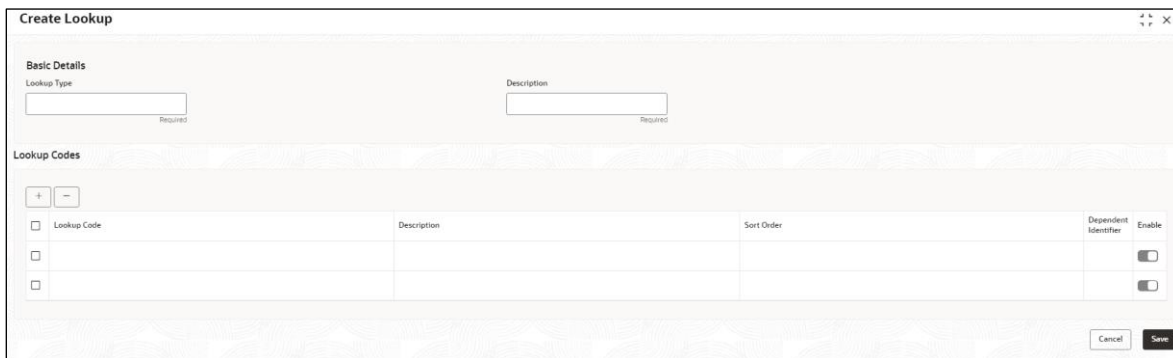 Create Lookup
Basic Details
Lookup Type
Description
Required
Required
Lookup Codes
Lookup Code
Description
Sort Order
Dependent Identifier
Enable
Cancel
Save